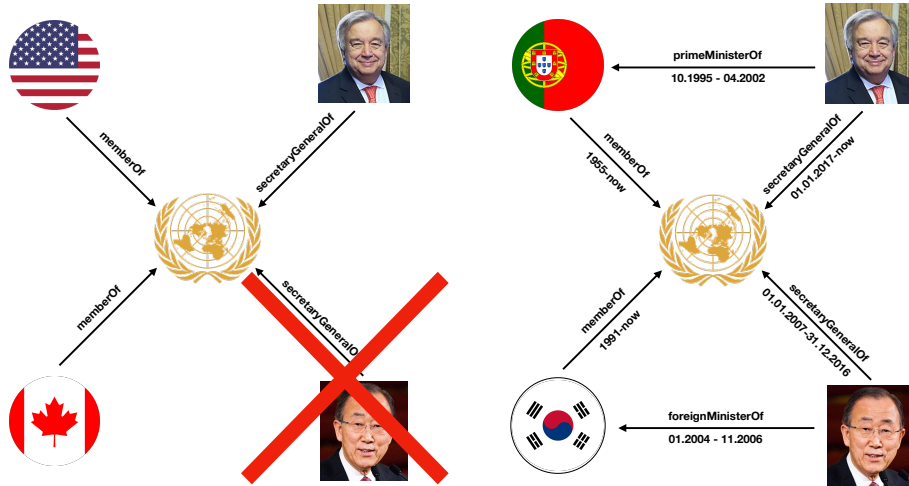 memberOf
secretaryGeneralOf
memberOf
secretaryGeneralOf
primeMinisterOf
10.1995 - 04.2002
memberOf
1955-now
secretaryGeneralOf
01.01.2017-now
memberOf
1991-now
secretaryGeneralOf
01.01.2007-31.12.2016
foreignMinisterOf
01.2004 - 11.2006